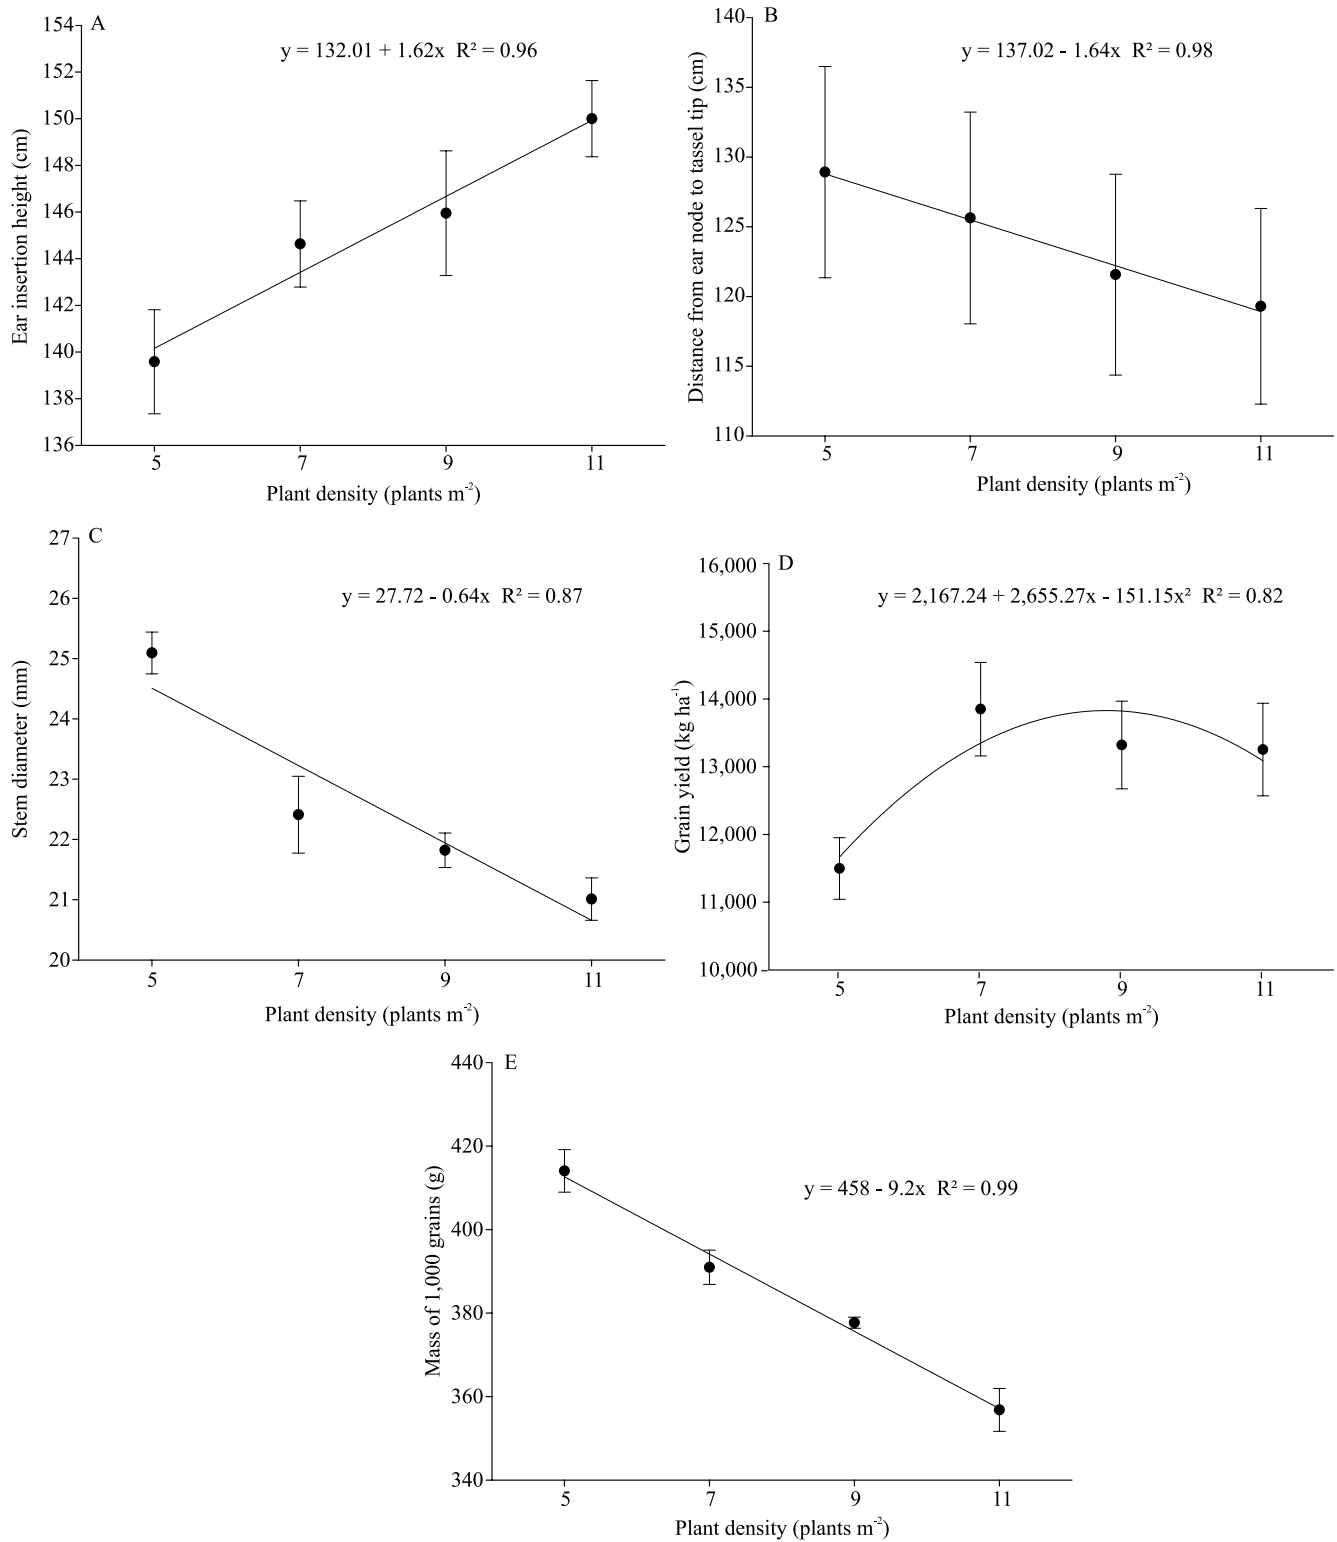 A
y = 132.01 + 1.62x R² = 0.96
Ear insertion height (cm)
154
152
150
148
146
144
142
140
138
136
5 7 9 11
Plant density (plants m⁻²)
B
y = 137.02 - 1.64x R² = 0.98
Distance from ear node to tassel tip (cm)
140
135
130
125
120
115
110
5 7 9 11
Plant density (plants m⁻²)
C
y = 27.72 - 0.64x R² = 0.87
Stem diameter (mm)
27
26
25
24
23
22
21
20
5 7 9 11
Plant density (plants m⁻²)
D
y = 2,167.24 + 2,655.27x - 151.15x² R² = 0.82
Grain yield (kg ha⁻¹)
16,000
15,000
14,000
13,000
12,000
11,000
10,000
5 7 9 11
Plant density (plants m⁻²)
E
y = 458 - 9.2x R² = 0.99
Mass of 1,000 grains (g)
440
420
400
380
360
340
5 7 9 11
Plant density (plants m⁻²)